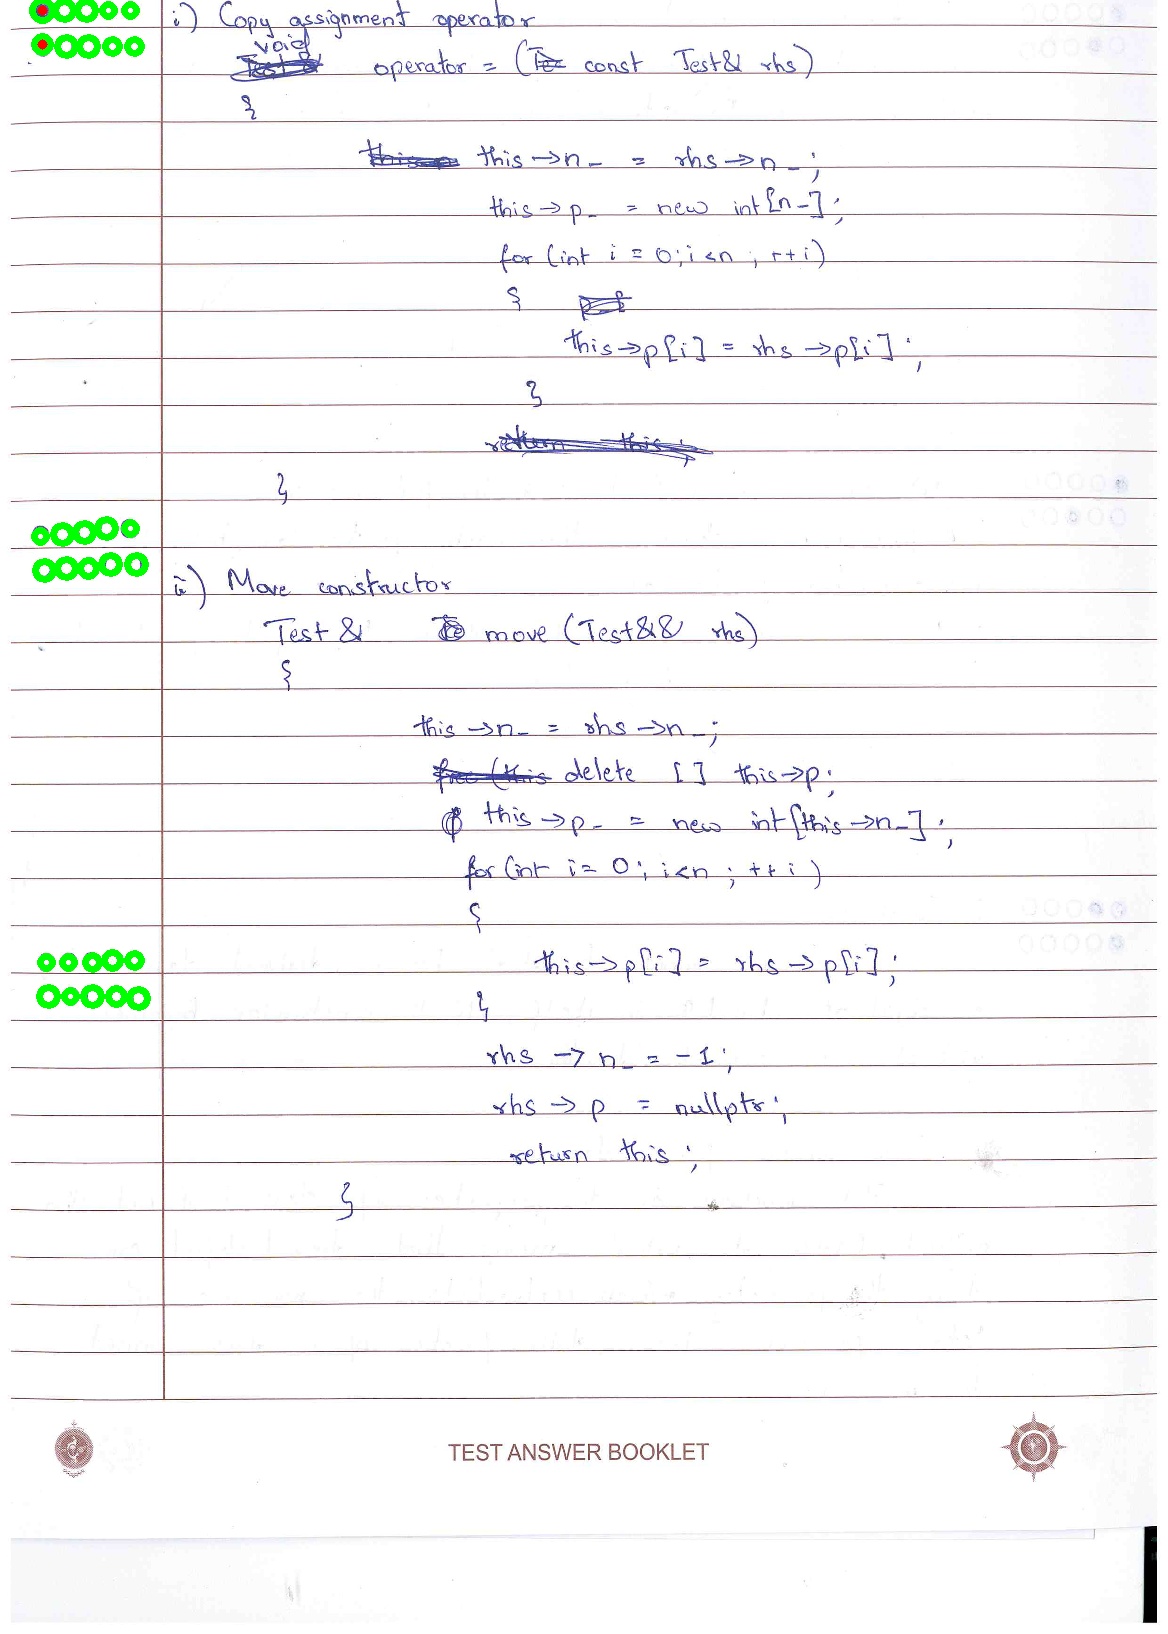 i) Copy assignment operator
void
operator = ( const Test& rhs)
{
this →n_ = rhs →n_;
this → p_ = new int [n_];
for (int i = 0; i<n ; ++i)
{
this→p[i] = rhs →p[i];
}
}
ii) Move constructor
Test & move (Test&& rhs)
{
this →n_ = rhs →n_;
delete [] this→p;
this →p_ = new int [this →n_];
for (int i = 0; i<n ; ++i)
{
this→p[i] = rhs →p[i];
}
rhs → n_ = -1;
rhs → p = nullptr;
return this ;
}
TEST ANSWER BOOKLET